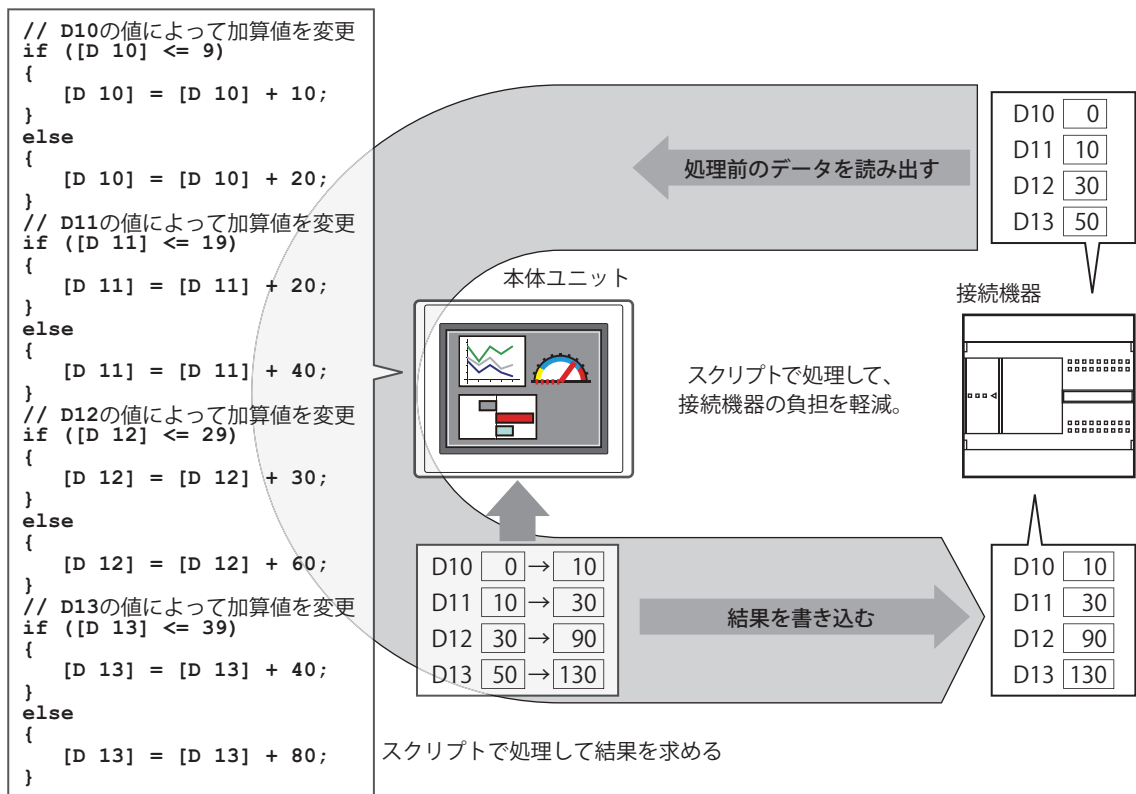 // D10の値によって加算値を変更
if ([D 10] <= 9)
{
[D 10] = [D 10] + 10;
}
else
{
[D 10] = [D 10] + 20;
}
// D11の値によって加算値を変更
if ([D 11] <= 19)
{
[D 11] = [D 11] + 20;
}
else
{
[D 11] = [D 11] + 40;
}
// D12の値によって加算値を変更
if ([D 12] <= 29)
{
[D 12] = [D 12] + 30;
}
else
{
[D 12] = [D 12] + 60;
}
// D13の値によって加算値を変更
if ([D 13] <= 39)
{
[D 13] = [D 13] + 40;
}
else
{
[D 13] = [D 13] + 80;
}
処理前のデータを読み出す
D10 0
D11 10
D12 30
D13 50
本体ユニット
接続機器
スクリプトで処理して、
接続機器の負担を軽減。
D10 0→ 10
D11 10→ 30
D12 30→ 90
D13 50→130
結果を書き込む
D10 10
D11 30
D12 90
D13 130
スクリプトで処理して結果を求める